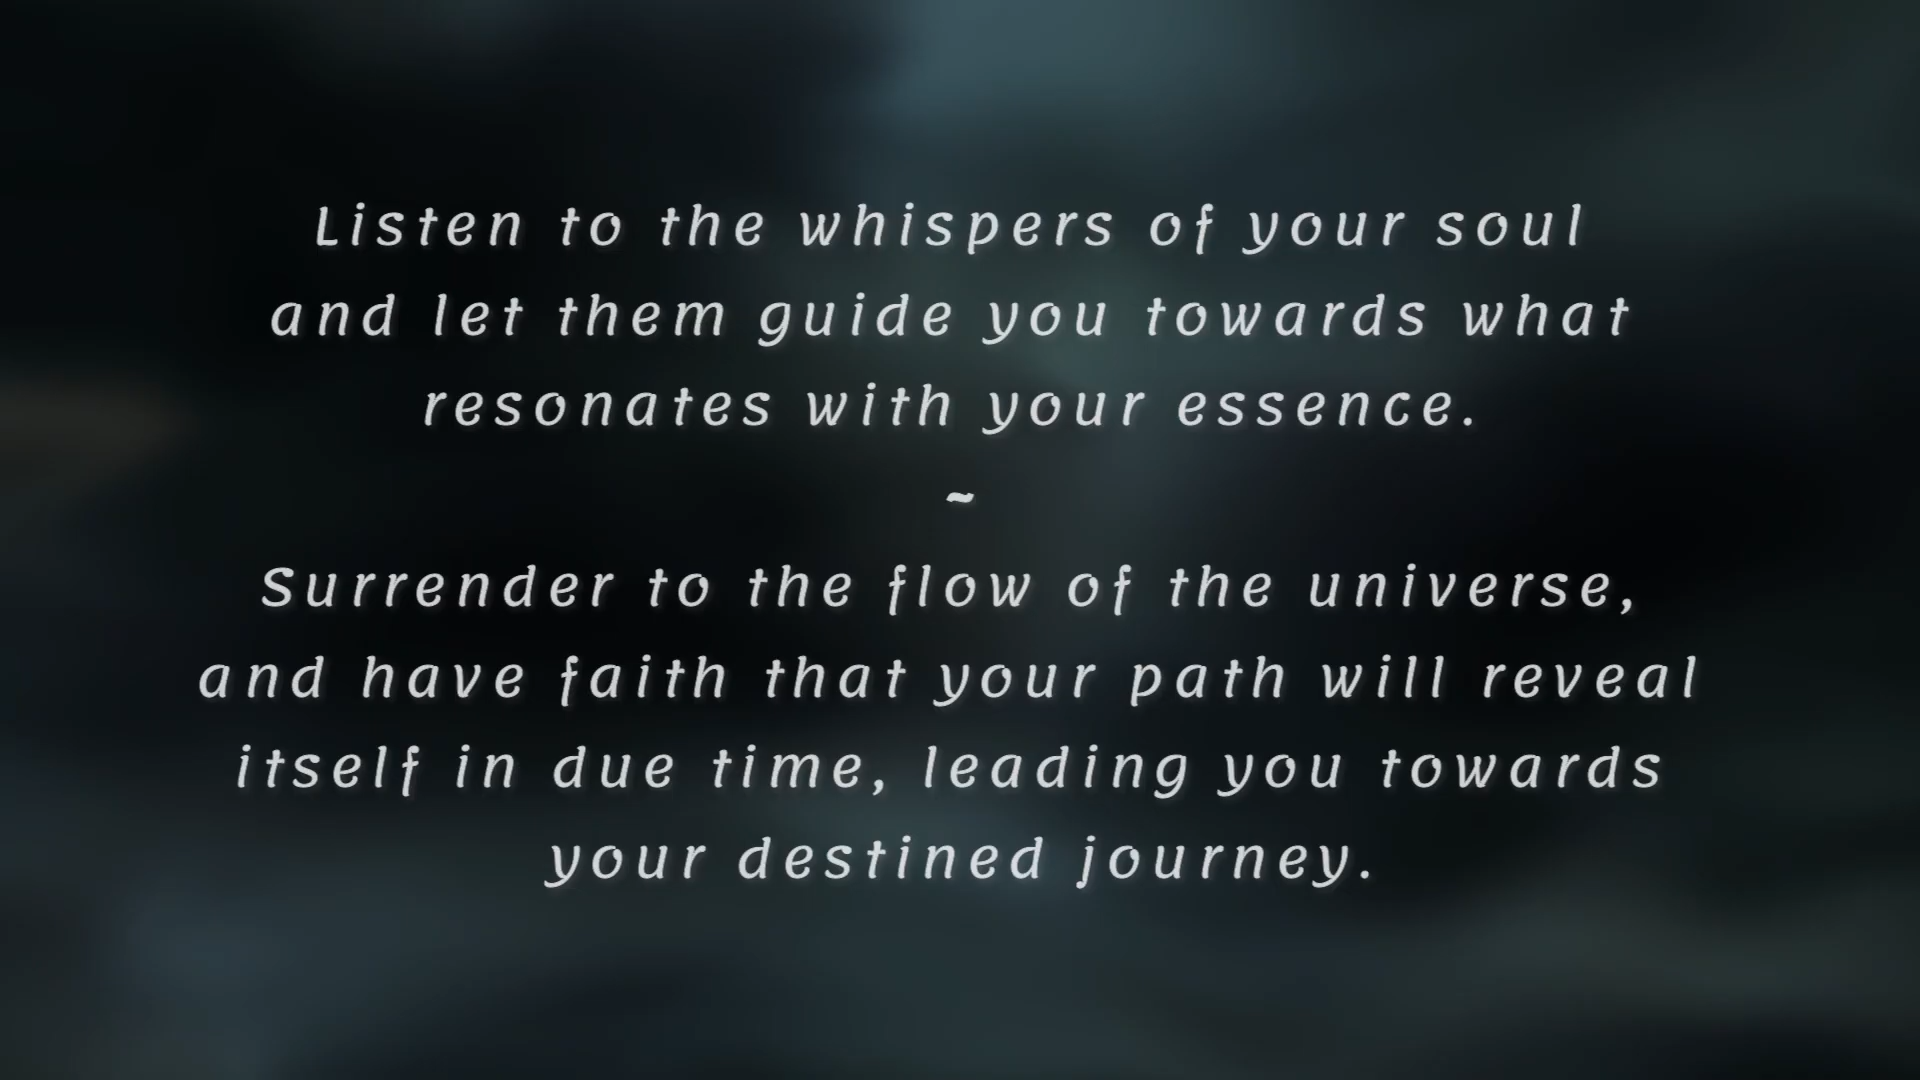 Listen to the whispers of your soul
and let them guide you towards what
resonates with your essence.
~
Surrender to the flow of the universe,
and have faith that your path will reveal
itself in due time, leading you towards
your destined journey.